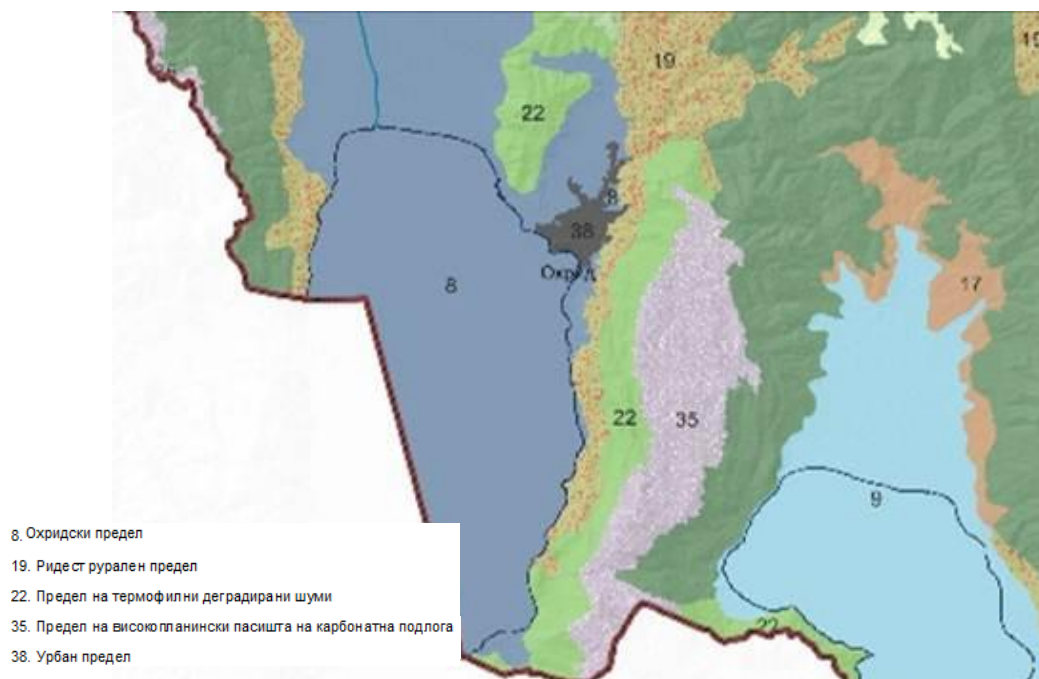 19
19
22
8
38
Охрид
8
17
22
35
9
22
8. Охридски предел
19. Ридест рурален предел
22. Предел на термофилни деградирани шуми
35. Предел на високопланински пасишта на карбонатна подлога
38. Урбан предел